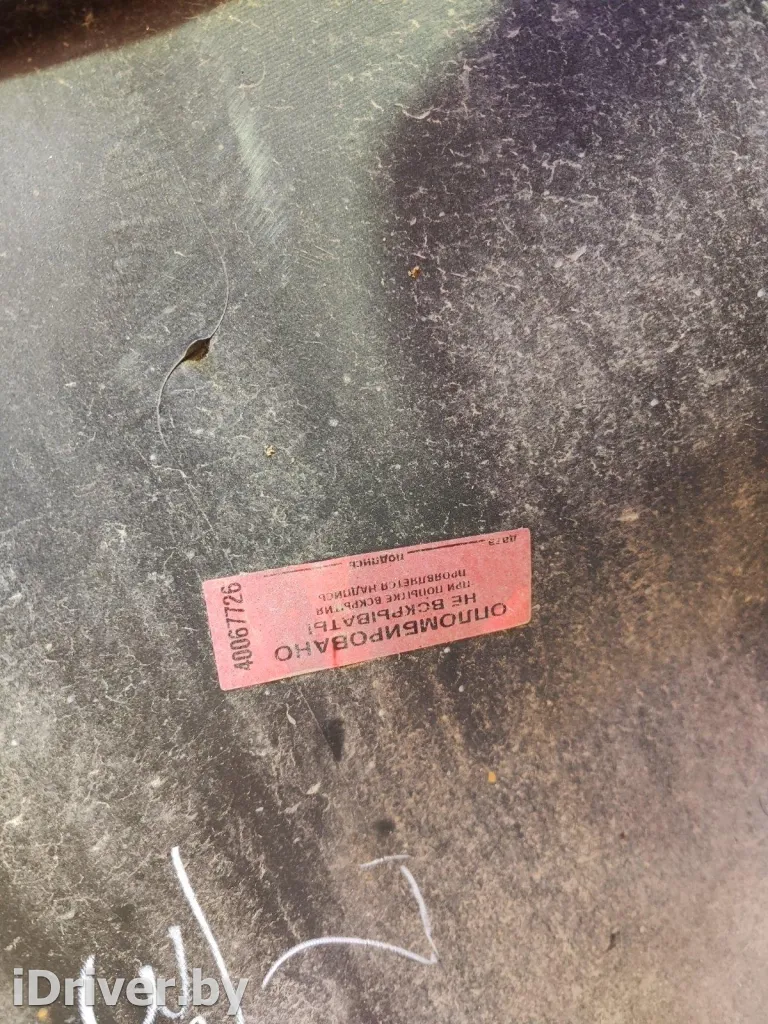 ОПЛОМБИРОВАНО
НЕ ВСКРЫВАТЬ!
ПРИ ПОПЫТКЕ ВСКРЫТИЯ
ПРОЯВЛЯЕТСЯ НАДПИСЬ
дата
подпись
40067726
iDriver.by